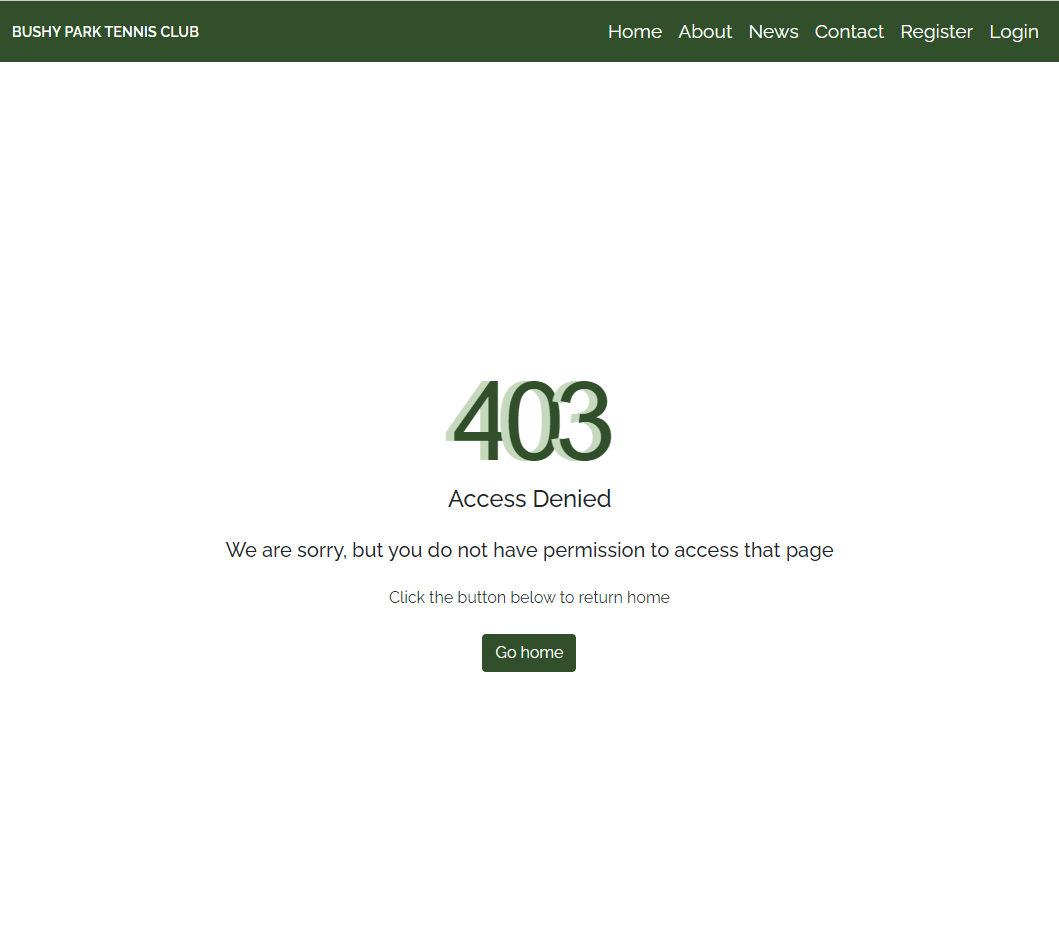 BUSHY PARK TENNIS CLUB
Home About News Contact Register Login
403
Access Denied
We are sorry, but you do not have permission to access that page
Click the button below to return home
Go home